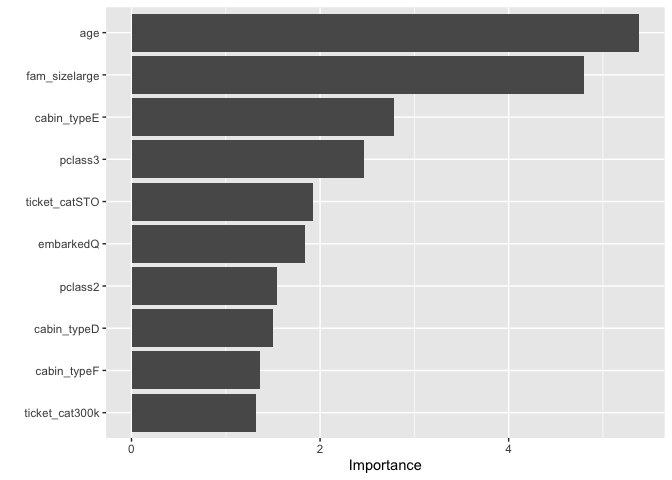 age
fam_sizelarge
cabin_typeE
pclass3
ticket_catSTO
embarkedQ
pclass2
cabin_typeD
cabin_typeF
ticket_cat300k
0 2 4
Importance